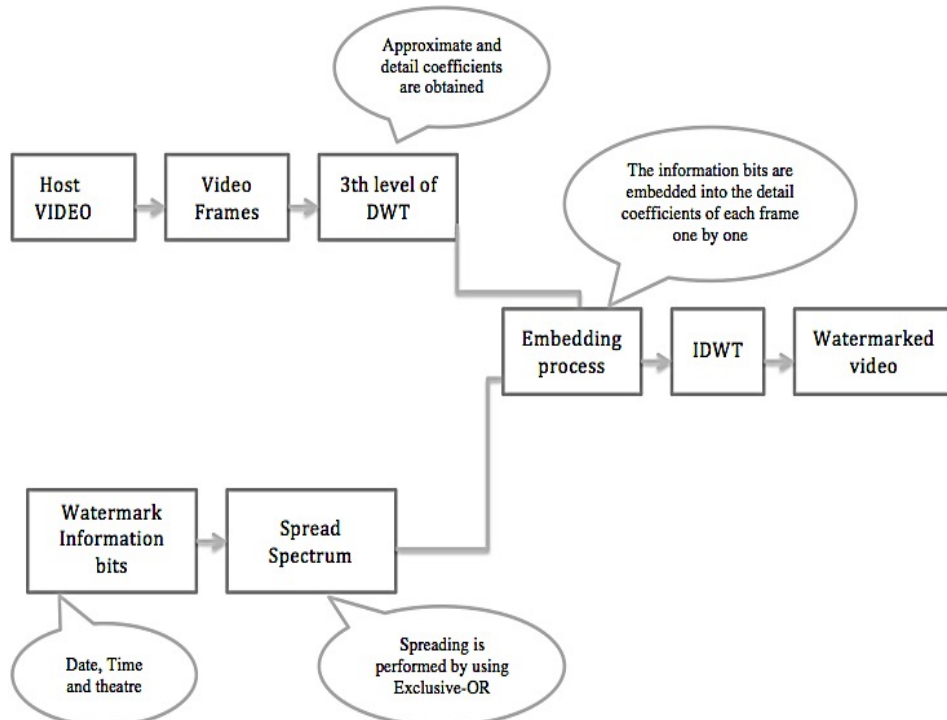 Approximate and
detail coefficients
are obtained
Host
VIDEO
Video
Frames
3th level of
DWT
The information bits are
embedded into the detail
coefficients of each frame
one by one
Embedding
process
IDWT
Watermarked
video
Watermark
Information
bits
Spread
Spectrum
Date, Time
and theatre
Spreading is
performed by using
Exclusive-OR